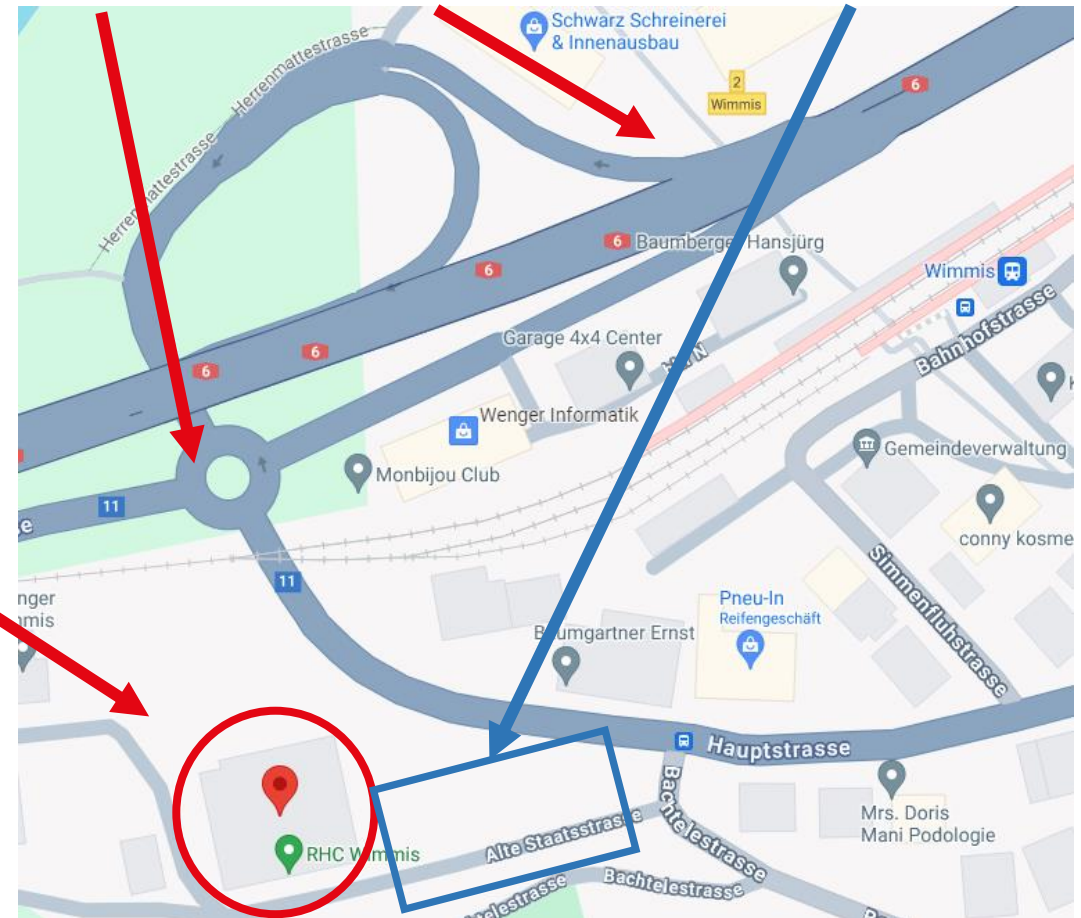 Schwarz Schreinerei
& Innenausbau
Herrenmattestrasse
Herrenmattestrasse
2
Wimmis
6
6
Baumberger Hansjürg
6
Wimmis
6
6
Garage 4x4 Center
Bahnhofstrasse
Wenger Informatik
Gemeindeverwaltung
Monbijou Club
11
conny kosme
11
Simmenfluhstrasse
Pneu-In
Reifengeschäft
Baumgartner Ernst
Hauptstrasse
Bachtelestrasse
Mrs. Doris
Mani Podologie
Alte Staatsstrasse
RHC Wimmis
Bachtelestrasse
telestrasse